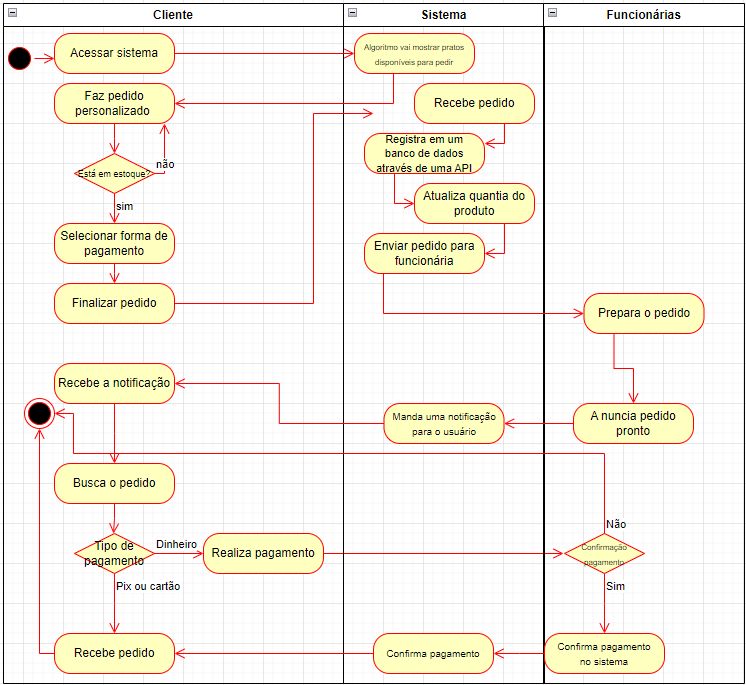 Cliente
Sistema
Funcionárias
Acessar sistema
Algoritmo vai mostrar pratos
disponíveis para pedir
Faz pedido
personalizado
Recebe pedido
Está em estoque?
não
Registra em um
banco de dados
através de uma API
sim
Atualiza quantia do
produto
Selecionar forma de
pagamento
Enviar pedido para
funcionária
Finalizar pedido
Prepara o pedido
Recebe a notificação
Manda uma notificação
para o usuário
A nuncia pedido
pronto
Busca o pedido
Tipo de
pagamento
Dinheiro
Realiza pagamento
Não
Confirmação
pagamento
Pix ou cartão
Sim
Recebe pedido
Confirma pagamento
Confirma pagamento
no sistema